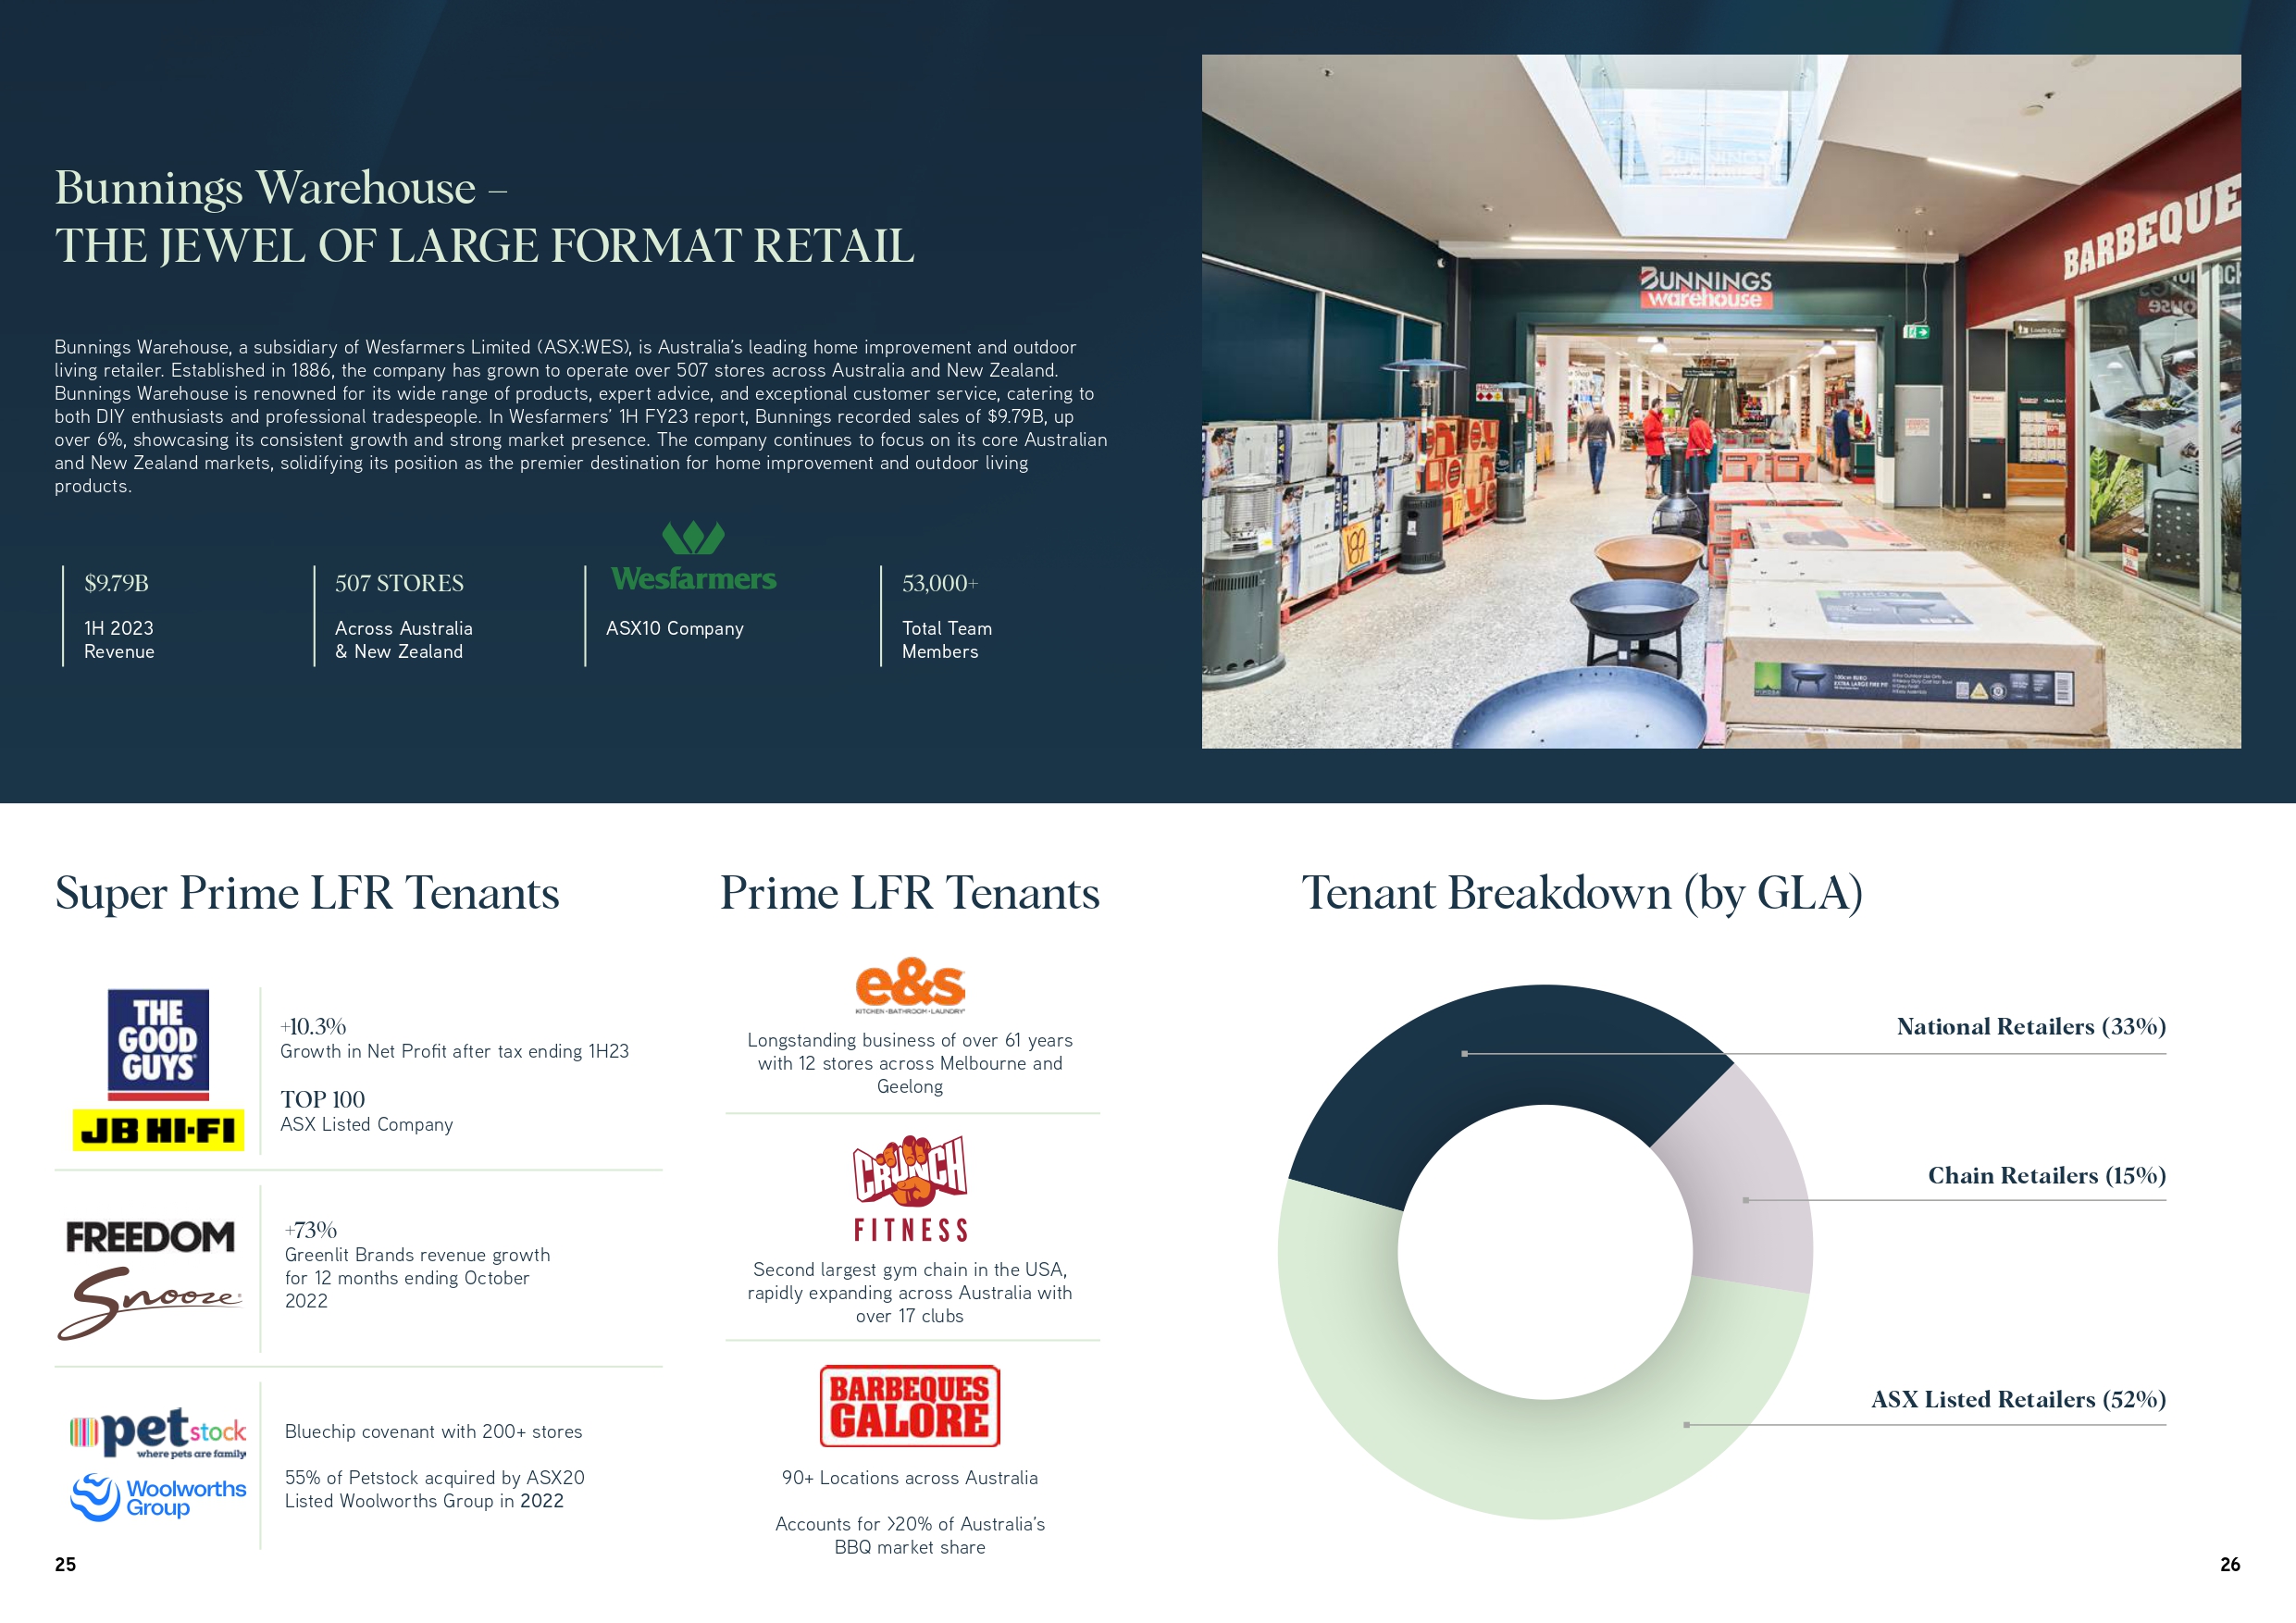 Bunnings Warehouse –
THE JEWEL OF LARGE FORMAT RETAIL
Bunnings Warehouse, a subsidiary of Wesfarmers Limited (ASX:WES), is Australia's leading home improvement and outdoor
living retailer. Established in 1886, the company has grown to operate over 507 stores across Australia and New Zealand.
Bunnings Warehouse is renowned for its wide range of products, expert advice, and exceptional customer service, catering to
both DIY enthusiasts and professional tradespeople. In Wesfarmers' 1H FY23 report, Bunnings recorded sales of $9.79B, up
over 6%, showcasing its consistent growth and strong market presence. The company continues to focus on its core Australian
and New Zealand markets, solidifying its position as the premier destination for home improvement and outdoor living
products.
$9.79B
1H 2023
Revenue
507 STORES
Across Australia
& New Zealand
Wesfarmers
ASX10 Company
53,000+
Total Team
Members
BUNNINGS
warehouse
BARBEQUE
MIMOSA
Super Prime LFR Tenants
THE
GOOD
GUYS
JB HI-FI
+10.3%
Growth in Net Profit after tax ending 1H23
TOP 100
ASX Listed Company
FREEDOM
Snooze
+73%
Greenlit Brands revenue growth
for 12 months ending October
2022
petstock
where pets are family
Woolworths
Group
Bluechip covenant with 200+ stores
55% of Petstock acquired by ASX20
Listed Woolworths Group in 2022
Prime LFR Tenants
e&s
KITCHEN·BATHROOM·LAUNDRY
Longstanding business of over 61 years
with 12 stores across Melbourne and
Geelong
CRUNCH
FITNESS
Second largest gym chain in the USA,
rapidly expanding across Australia with
over 17 clubs
BARBEQUES
GALORE
90+ Locations across Australia
Accounts for >20% of Australia's
BBQ market share
Tenant Breakdown (by GLA)
National Retailers (33%)
Chain Retailers (15%)
ASX Listed Retailers (52%)
25
26